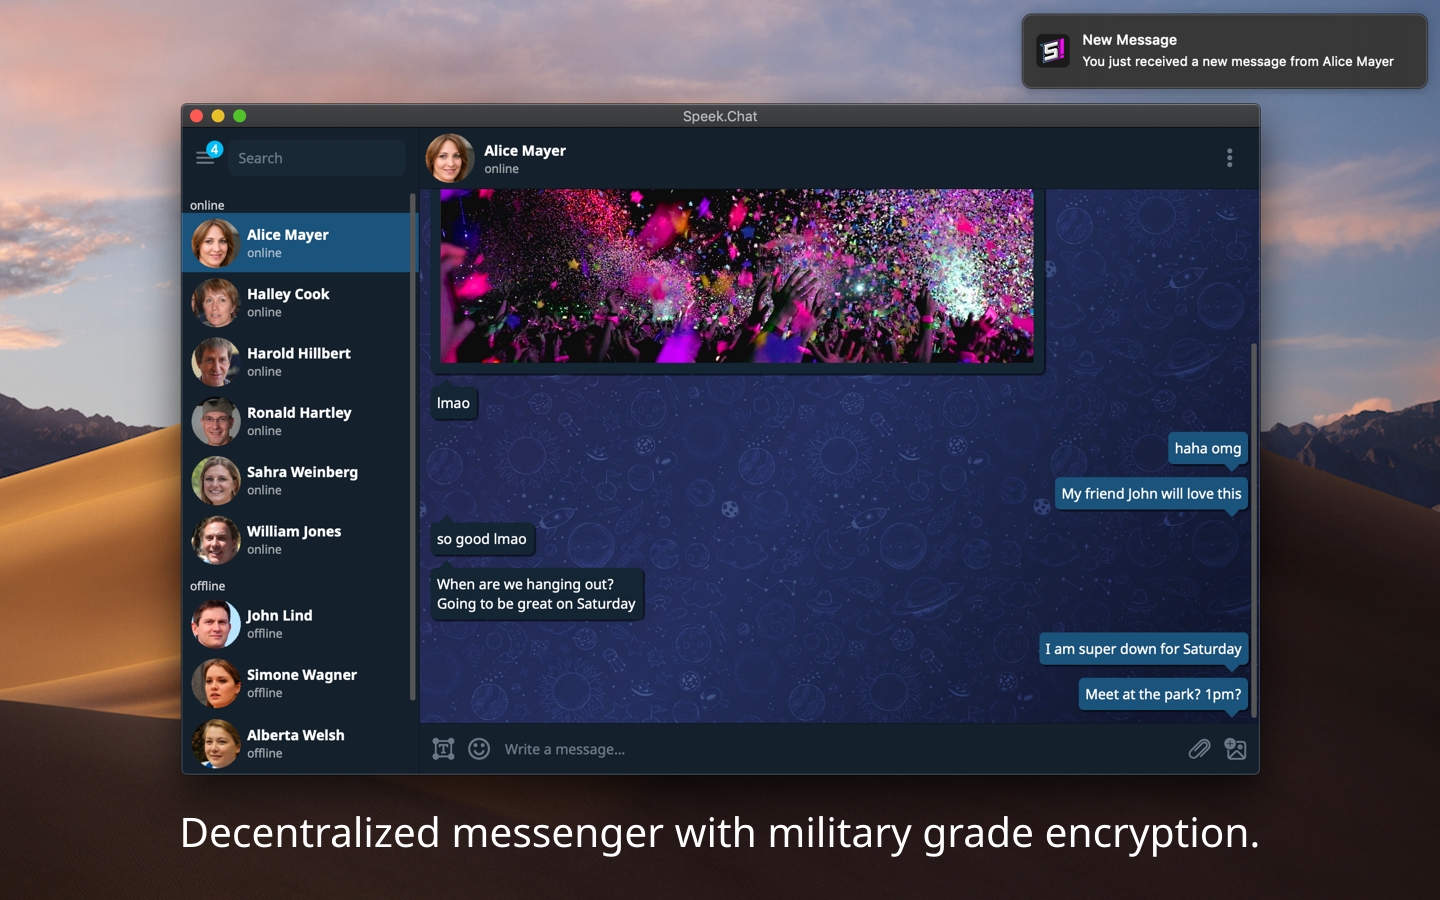 New Message
You just received a new message from Alice Mayer
Speek.Chat
4
Search
online
Alice Mayer
online
Halley Cook
online
Harold Hillbert
online
Ronald Hartley
online
Sahra Weinberg
online
William Jones
online
offline
John Lind
offline
Simone Wagner
offline
Alberta Welsh
offline
Alice Mayer
online
lmao
haha omg
My friend John will love this
so good lmao
When are we hanging out?
Going to be great on Saturday
I am super down for Saturday
Meet at the park? 1pm?
T
Write a message...
Decentralized messenger with military grade encryption.